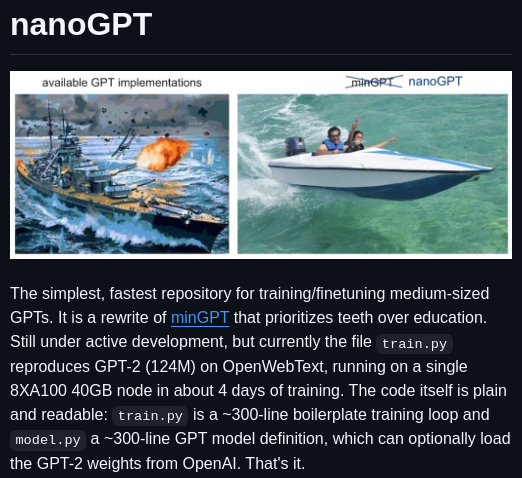 nanoGPT
available GPT implementations
minGPT nanoGPT
The simplest, fastest repository for training/finetuning medium-sized
GPTs. It is a rewrite of minGPT that prioritizes teeth over education.
Still under active development, but currently the file train.py
reproduces GPT-2 (124M) on OpenWebText, running on a single
8XA100 40GB node in about 4 days of training. The code itself is plain
and readable: train.py is a ~300-line boilerplate training loop and
model.py a ~300-line GPT model definition, which can optionally load
the GPT-2 weights from OpenAI. That's it.